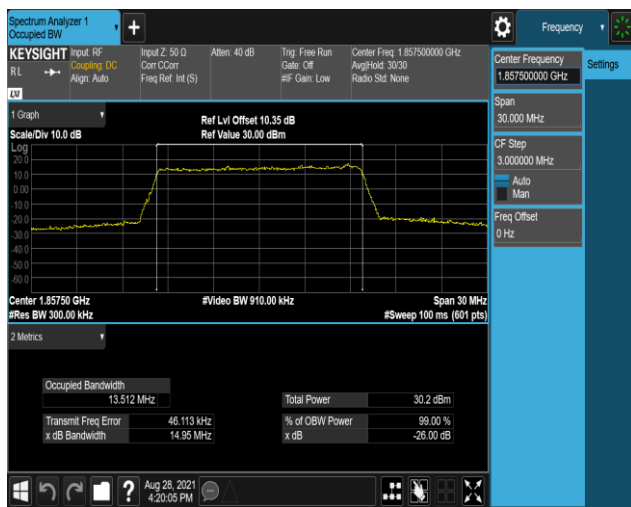 Spectrum Analyzer 1
Occupied BW
Frequency
KEYSIGHT
RL
LXI
Input: RF
Coupling: DC
Align: Auto
Input Z: 50 Ω
Corr CCorr
Freq Ref: Int (S)
Atten: 40 dB
Trig: Free Run
Gate: Off
#IF Gain: Low
Center Freq: 1.857500000 GHz
Avg|Hold: 30/30
Radio Std: None
Center Frequency
1.857500000 GHz
Settings
Span
30.000 MHz
CF Step
3.000000 MHz
Auto
Man
Freq Offset
0 Hz
1 Graph
Scale/Div 10.0 dB
Ref Lvl Offset 10.35 dB
Ref Value 30.00 dBm
Log
20.0
10.0
0.00
-10.0
-20.0
-30.0
-40.0
-50.0
-60.0
Center 1.85750 GHz
#Video BW 910.00 kHz
Span 30 MHz
#Res BW 300.00 kHz
#Sweep 100 ms (601 pts)
2 Metrics
Occupied Bandwidth
13.512 MHz
Total Power 30.2 dBm
Transmit Freq Error 46.113 kHz
% of OBW Power 99.00 %
x dB Bandwidth 14.95 MHz
x dB -26.00 dB
?
Aug 28, 2021
4:20:05 PM